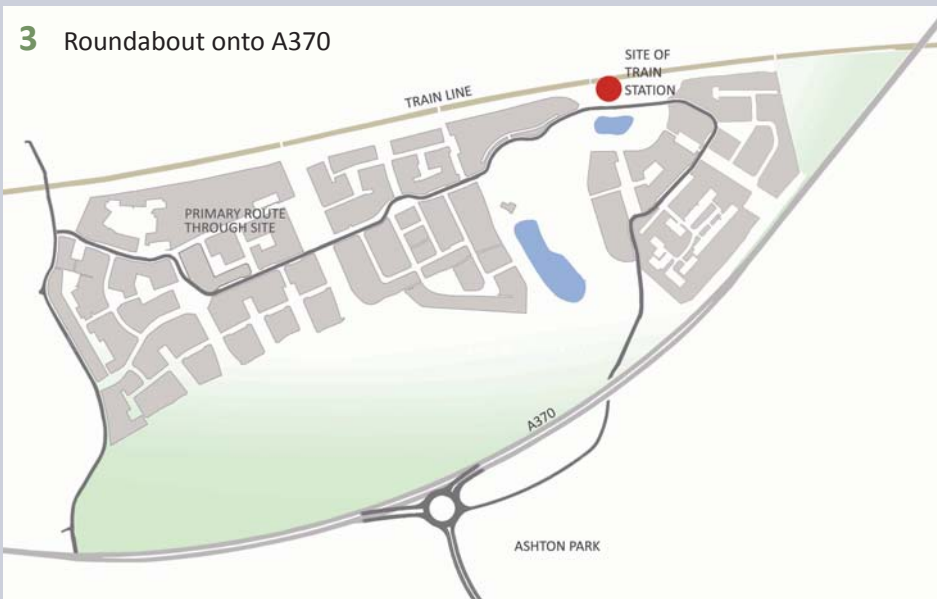 3 Roundabout onto A370
SITE OF
TRAIN
STATION
TRAIN LINE
PRIMARY ROUTE
THROUGH SITE
A370
ASHTON PARK